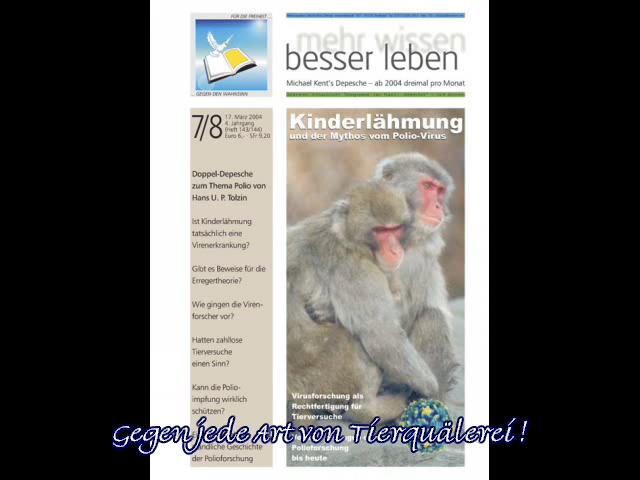 FÜR DIE FREIHEIT ...
... GEGEN DEN WAHNSINN
mehr wissen
besser leben
Michael Kent's Depesche – ab 2004 dreimal pro Monat
7/8
17. März 2004
4. Jahrgang
(Heft 143/144)
Euro 6,- · SFr 9,20
Doppel-Depesche
zum Thema Polio von
Hans U. P. Tolzin
Ist Kinderlähmung
tatsächlich eine
Virenerkrankung?
Gibt es Beweise für die
Erregertheorie?
Wie gingen die Viren-
forscher vor?
Hatten zahllose
Tierversuche
einen Sinn?
Kann die Polio-
impfung wirklich
schützen?
der Polioforschung
Kinderlähmung
und der Mythos vom Polio-Virus
Virusforschung als
Rechtfertigung für
Tierversuche
Polieforschung
bis heute
Gegen jede Art von Tierquälerei !